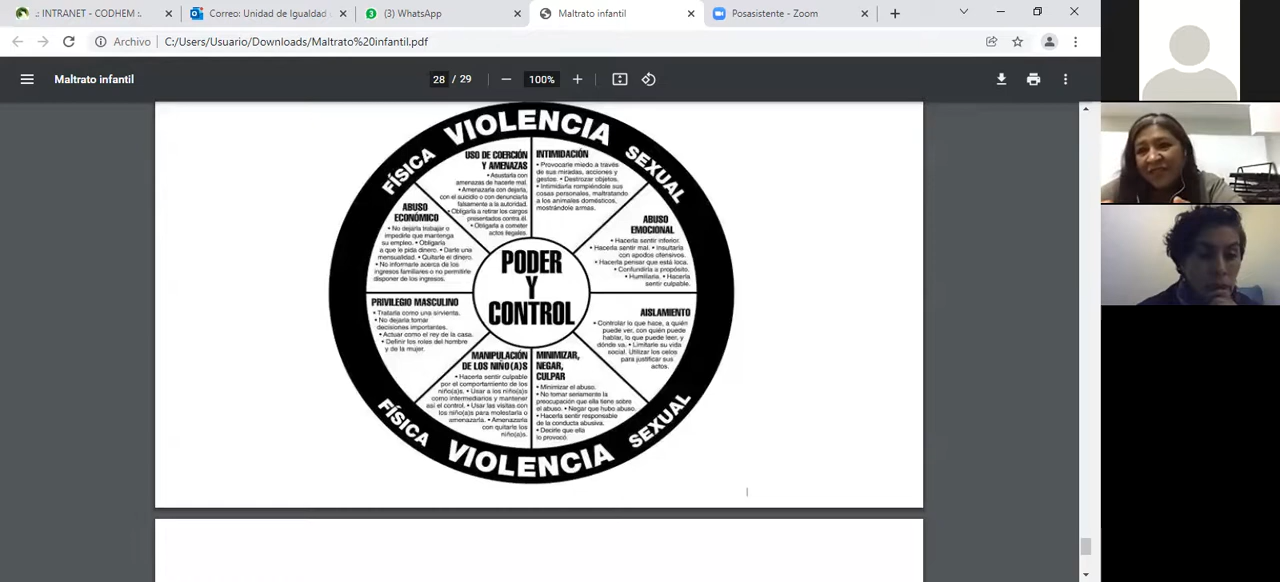 .: INTRANET - CODHEM :.
Correo: Unidad de Igualdad
(3) WhatsApp
Maltrato infantil
Posasistente - Zoom
Archivo
C:/Users/Usuario/Downloads/Maltrato%20infantil.pdf
Maltrato infantil
28 / 29
100%
VIOLENCIA
FÍSICA
SEXUAL
USO DE COERCIÓN
Y AMENAZAS
• Asustarla con
amenazas de hacerle mal.
• Amenazarla con dejarla,
con el suicidio o con denunciarla
falsamente a la autoridad.
• Obligarla a retirar los cargos
presentados contra él.
• Obligarla a cometer
actos ilegales.
INTIMIDACIÓN
• Provocarle miedo a través
de sus miradas, acciones y
gestos. • Destrozar objetos.
• Intimidarla rompiéndole sus
cosas personales, maltratando
a los animales domésticos,
mostrándole armas.
ABUSO
ECONÓMICO
• No dejarla trabajar o
impedirle que mantenga
su empleo. • Obligarla
a que le pida dinero. • Darle una
mensualidad. • Quitarle el dinero.
• No informarle acerca de los
ingresos familiares o no permitirle
disponer de los ingresos.
ABUSO
EMOCIONAL
• Hacerla sentir inferior.
• Hacerla sentir mal. • Insultarla
con apodos ofensivos.
• Hacerla pensar que está loca.
• Confundirla a propósito.
• Humillarla. • Hacerla
sentir culpable.
PODER
Y
CONTROL
PRIVILEGIO MASCULINO
• Tratarla como una sirvienta.
• No dejarla tomar
decisiones importantes.
• Actuar como el rey de la casa.
• Definir los roles del hombre
y de la mujer.
AISLAMIENTO
• Controlar lo que hace, a quién
puede ver, con quién puede
hablar, lo que puede leer, y
dónde va. • Limitarle su vida
social. Utilizar los celos
para justificar sus
actos.
MANIPULACIÓN
DE LOS NIÑO(A)S
• Hacerla sentir culpable
por el comportamiento de los
niño(a)s. • Usar a los niño(a)s
como intermediarios y mantener
así el control. • Usar las visitas con
los niño(a)s para molestarla o
amenazarla. • Amenazarla
con quitarle los
niño(a)s.
MINIMIZAR,
NEGAR,
CULPAR
• Minimizar el abuso.
• No tomar seriamente la
preocupación que ella tiene sobre
el abuso. • Negar que hubo abuso.
• Hacerla sentir responsable
de la conducta abusiva.
• Decirle que ella
lo provocó.
FÍSICA
SEXUAL
VIOLENCIA